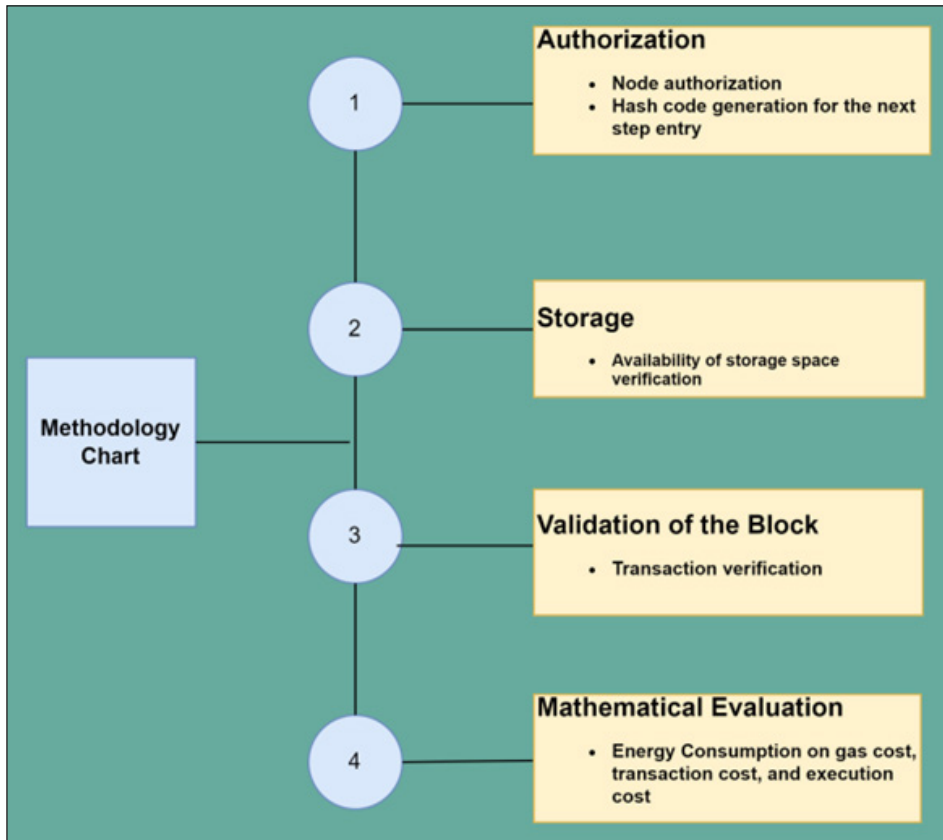 1
Authorization
• Node authorization
• Hash code generation for the next
step entry
2
Storage
• Availability of storage space
verification
Methodology
Chart
3
Validation of the Block
• Transaction verification
4
Mathematical Evaluation
• Energy Consumption on gas cost,
transaction cost, and execution
cost